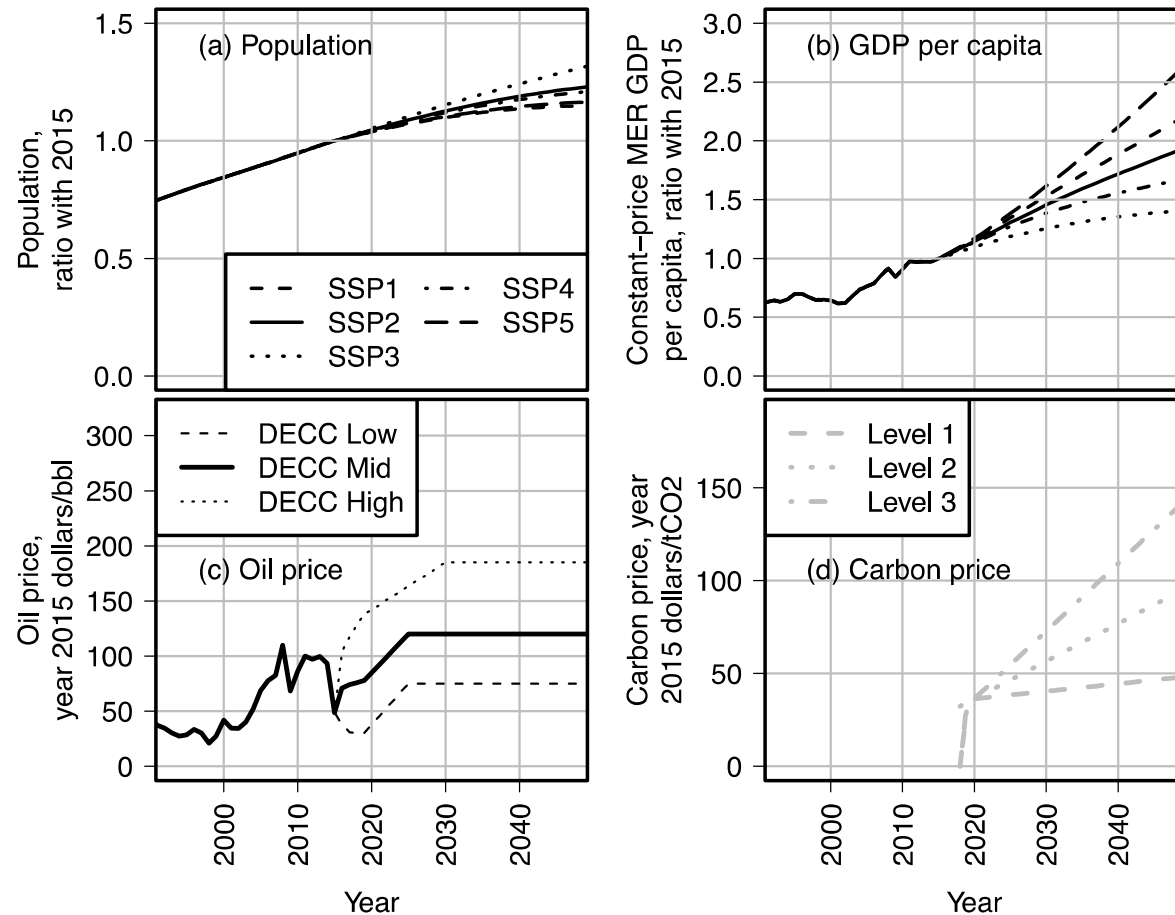 (a) Population
Population,
ratio with 2015
1.5
1.0
0.5
0.0
SSP1
SSP2
SSP3
SSP4
SSP5
(b) GDP per capita
Constant−price MER GDP
per capita, ratio with 2015
3.0
2.5
2.0
1.5
1.0
0.5
0.0
DECC Low
DECC Mid
DECC High
(c) Oil price
Oil price,
year 2015 dollars/bbl
300
250
200
150
100
50
0
2000
2010
2020
2030
2040
Year
Level 1
Level 2
Level 3
(d) Carbon price
Carbon price, year
2015 dollars/tCO2
150
100
50
0
2000
2010
2020
2030
2040
Year